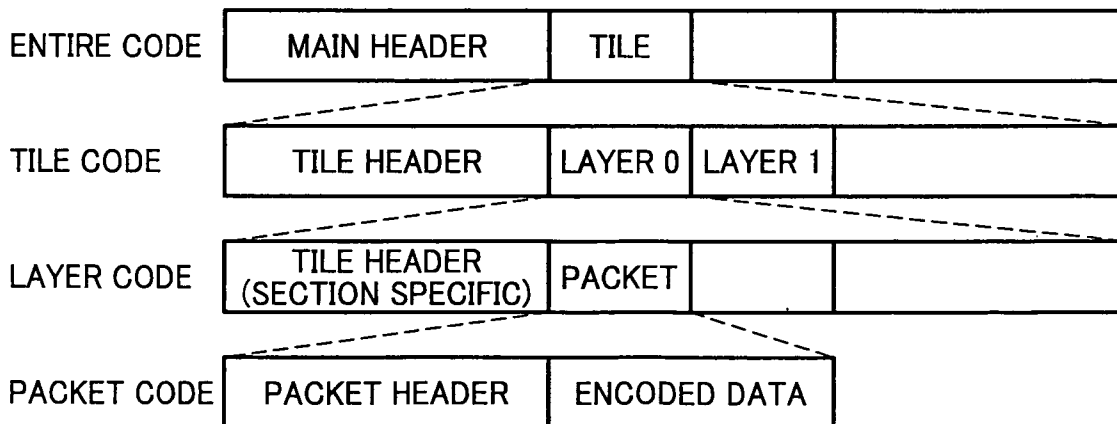 ENTIRE CODE MAIN HEADER TILE
TILE CODE TILE HEADER LAYER 0 LAYER 1
LAYER CODE TILE HEADER (SECTION SPECIFIC) PACKET
PACKET CODE PACKET HEADER ENCODED DATA